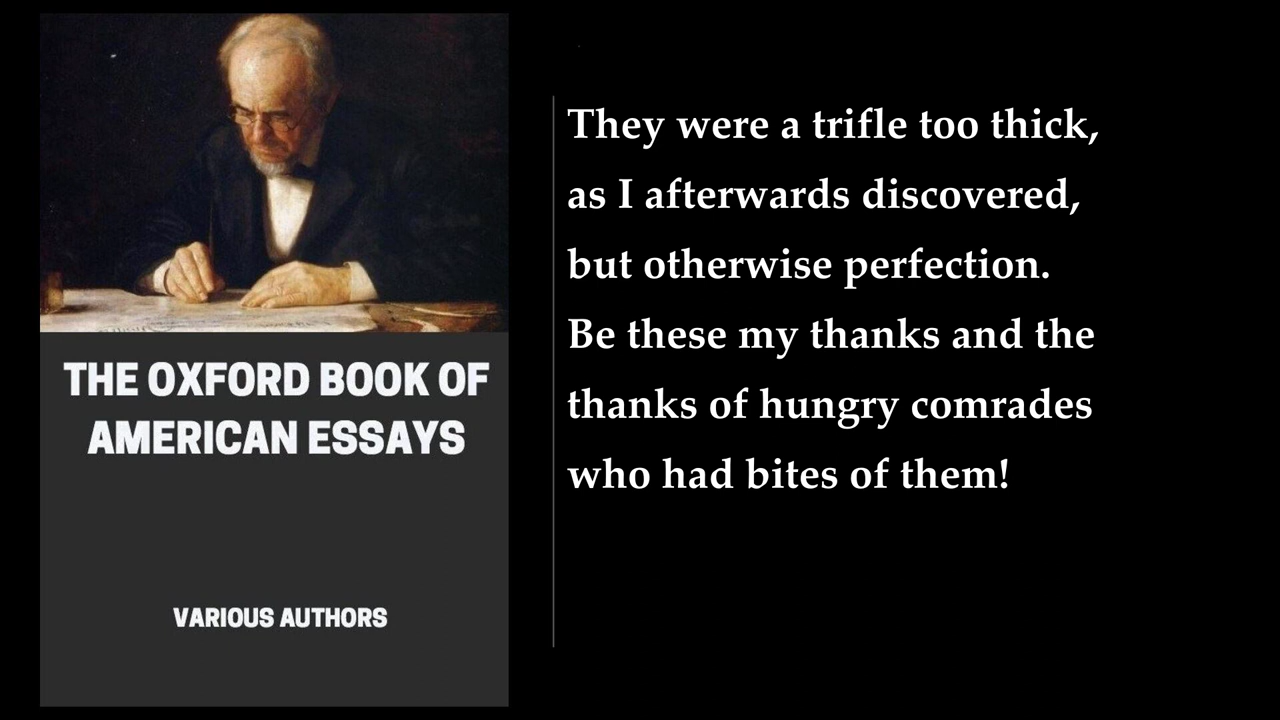 THE OXFORD BOOK OF
AMERICAN ESSAYS
VARIOUS AUTHORS
They were a trifle too thick,
as I afterwards discovered,
but otherwise perfection.
Be these my thanks and the
thanks of hungry comrades
who had bites of them!